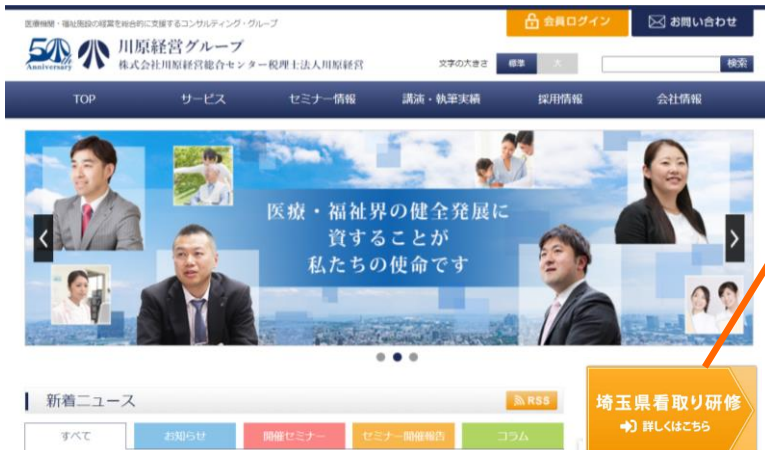 医療機関・福祉施設の経営を総合的に支援するコンサルティング・グループ
会員ログイン
お問い合わせ
50th
Anniversary
川原経営グループ
株式会社川原経営総合センター税理士法人川原経営
文字の大きさ
標準
大
検索
TOP
サービス
セミナー情報
講演・執筆実績
採用情報
会社情報
医療・福祉界の健全発展に
資することが
私たちの使命です
新着ニュース
RSS
すべて
お知らせ
開催セミナー
セミナー開催報告
コラム
埼玉県看取り研修
詳しくはこちら